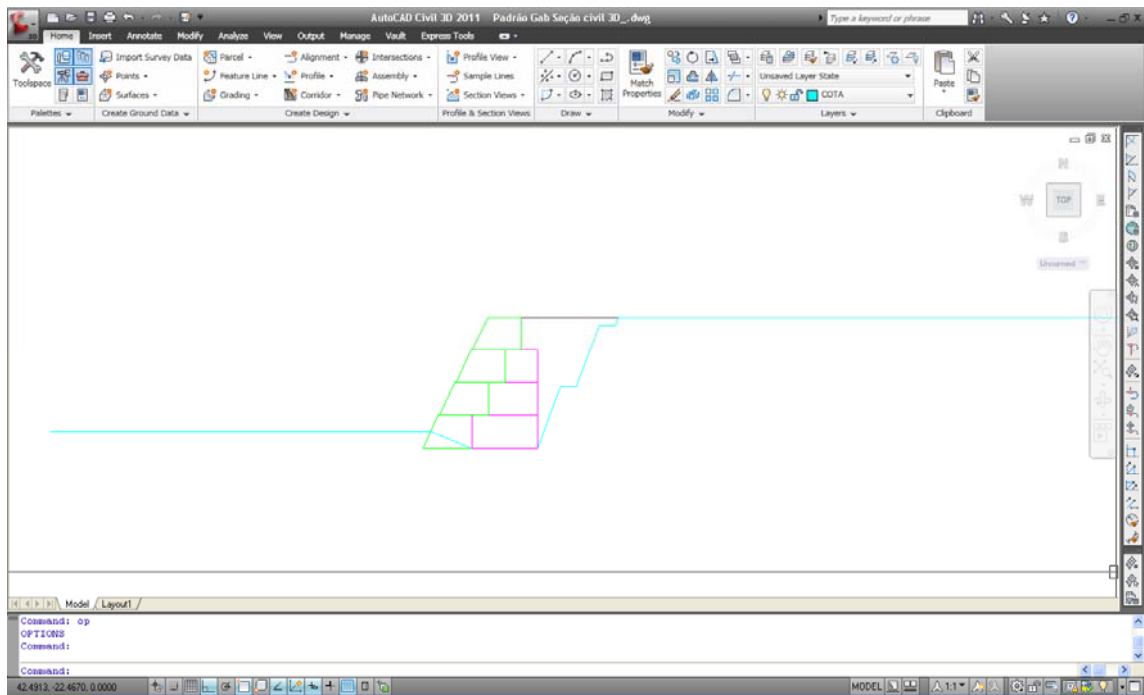 AutoCAD Civil 3D 2011 Padrão Gab Seção civil 3D_.dwg
Type a keyword or phrase
Home Insert Annotate Modify Analyze View Output Manage Vault Express Tools
Toolspace
Import Survey Data
Points
Surfaces
Parcel
Feature Line
Grading
Alignment
Profile
Corridor
Intersections
Assembly
Pipe Network
Profile View
Sample Lines
Section Views
Match Properties
Unsaved Layer State
COTA
Paste
Palettes Create Ground Data Create Design Profile & Section Views Draw Modify Layers Clipboard
N
W TOP E
Unnamed
Model Layout1
Command: op
OPTIONS
Command:
Command:
42.4913, -22.4670, 0.0000 MODEL 1:1